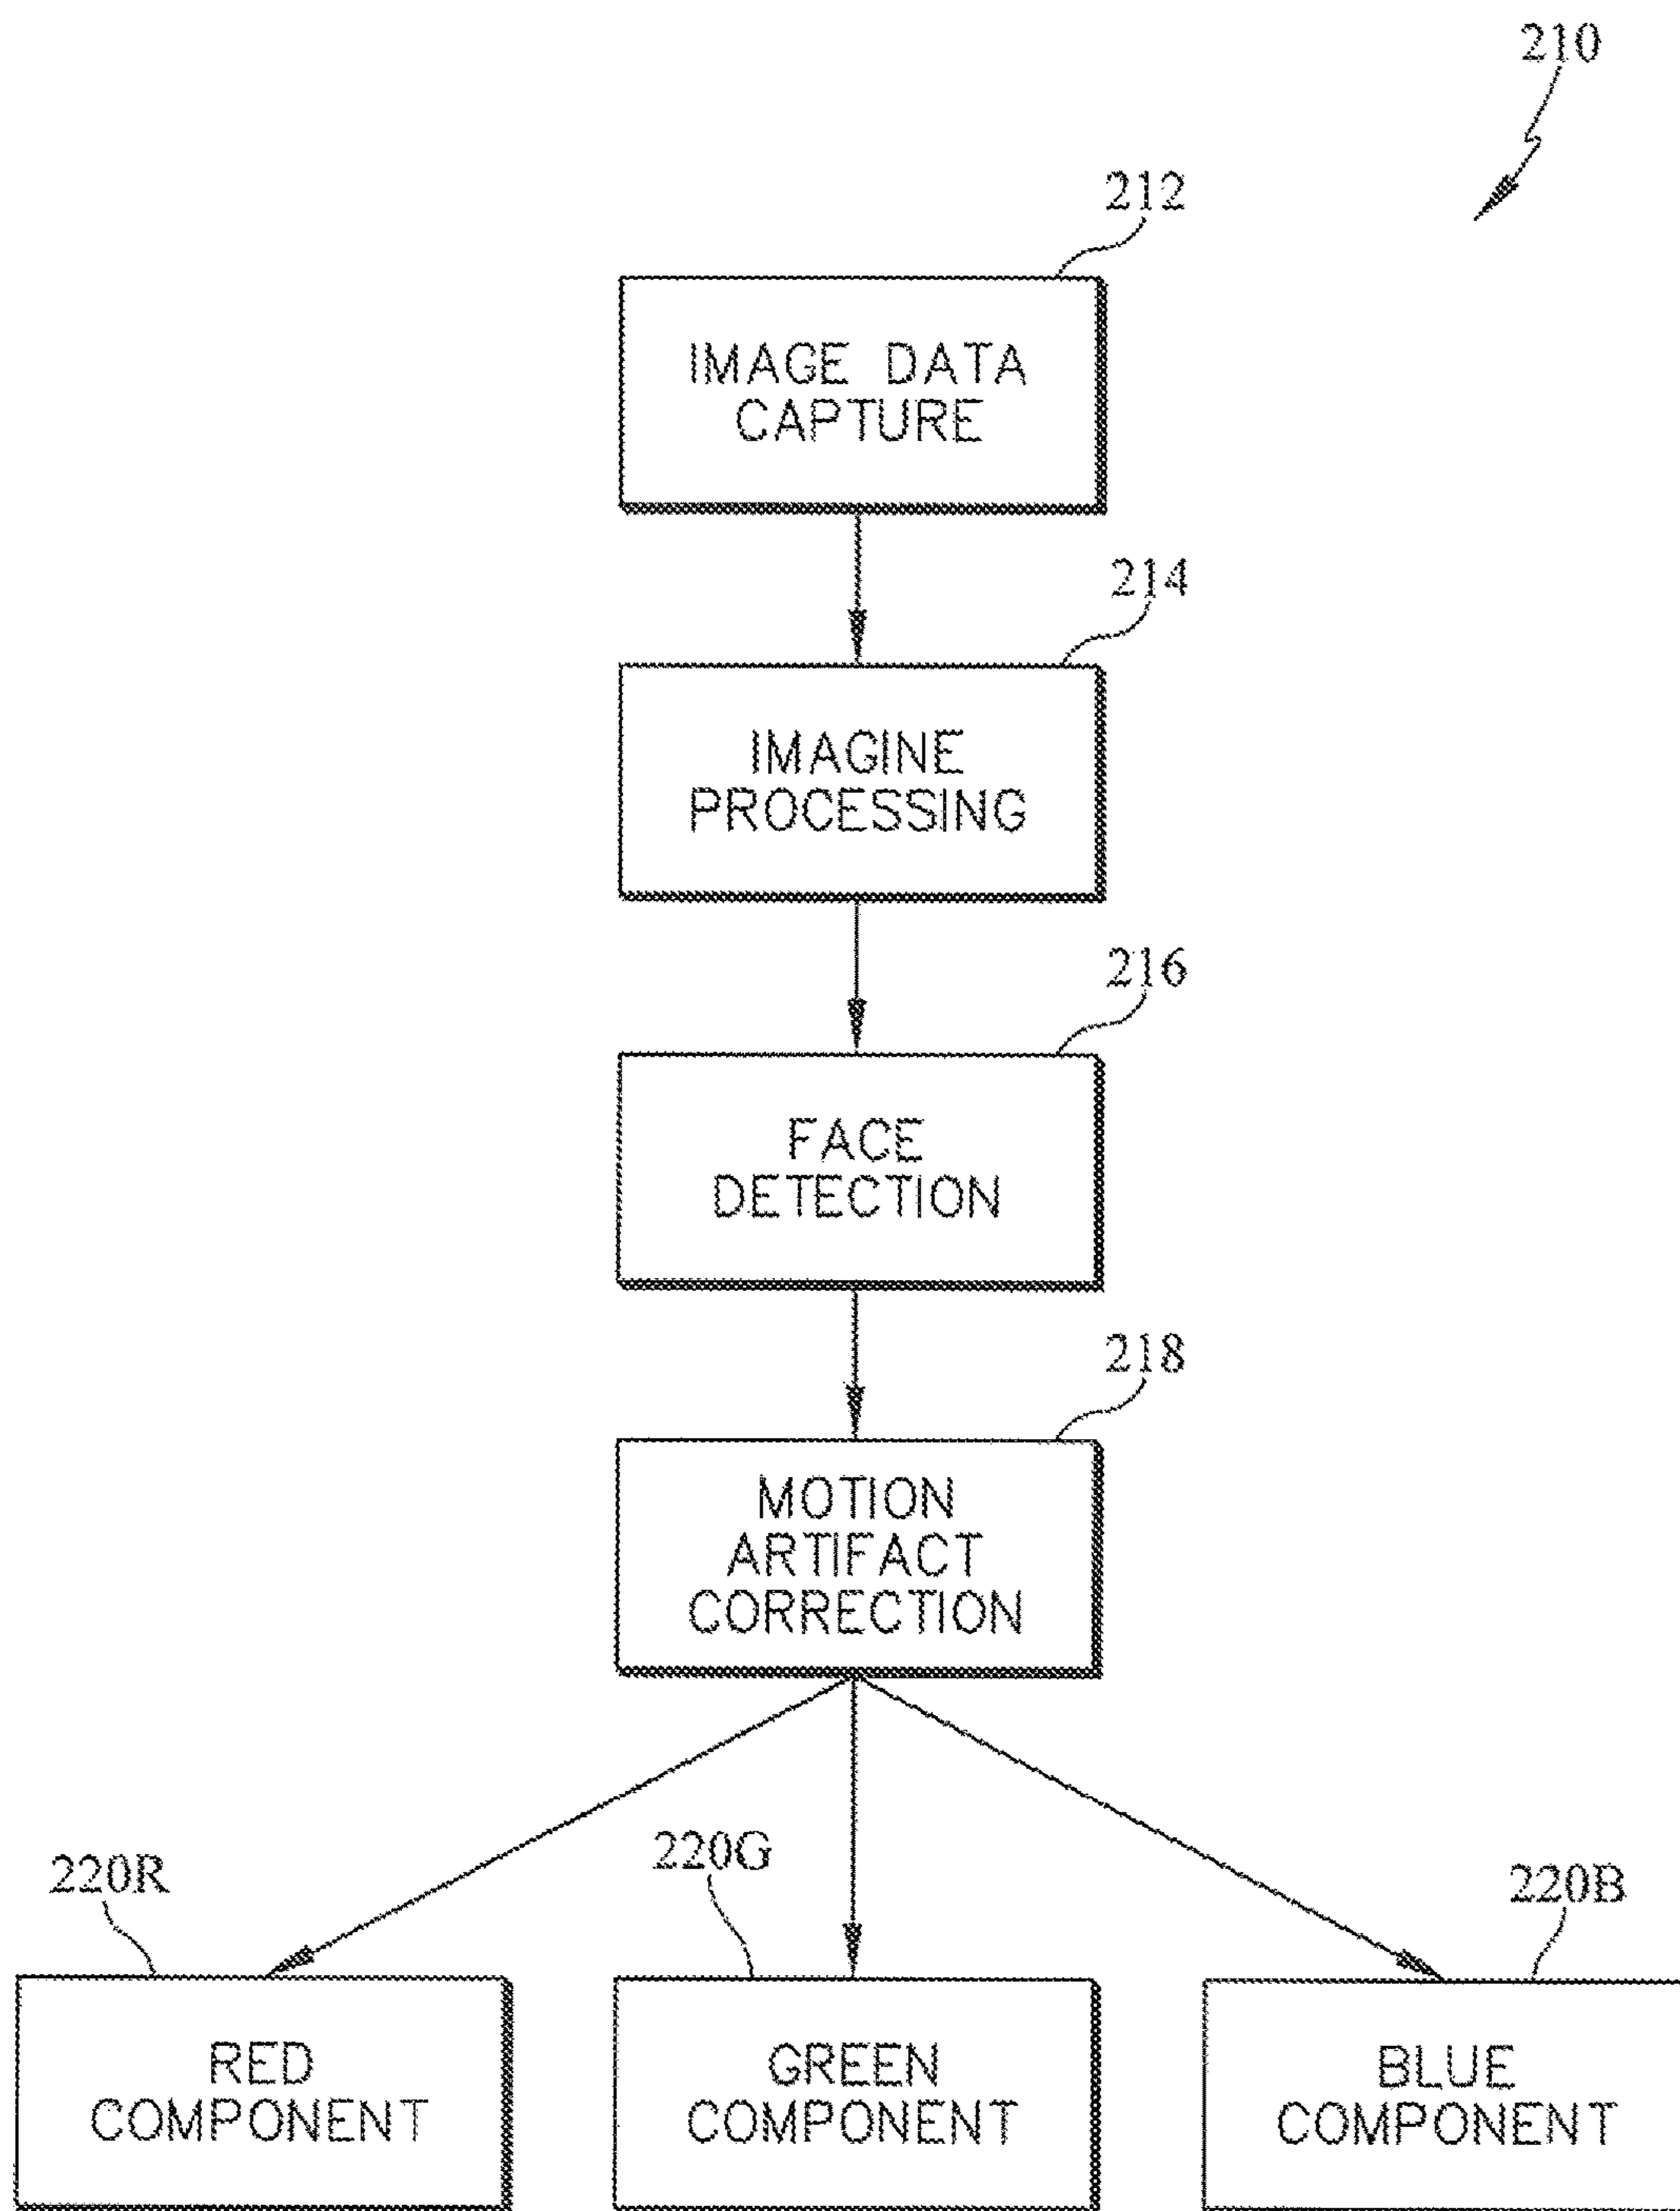 210
212
IMAGE DATA
CAPTURE
214
IMAGINE
PROCESSING
216
FACE
DETECTION
218
MOTION
ARTIFACT
CORRECTION
220R
220G
220B
RED
COMPONENT
GREEN
COMPONENT
BLUE
COMPONENT